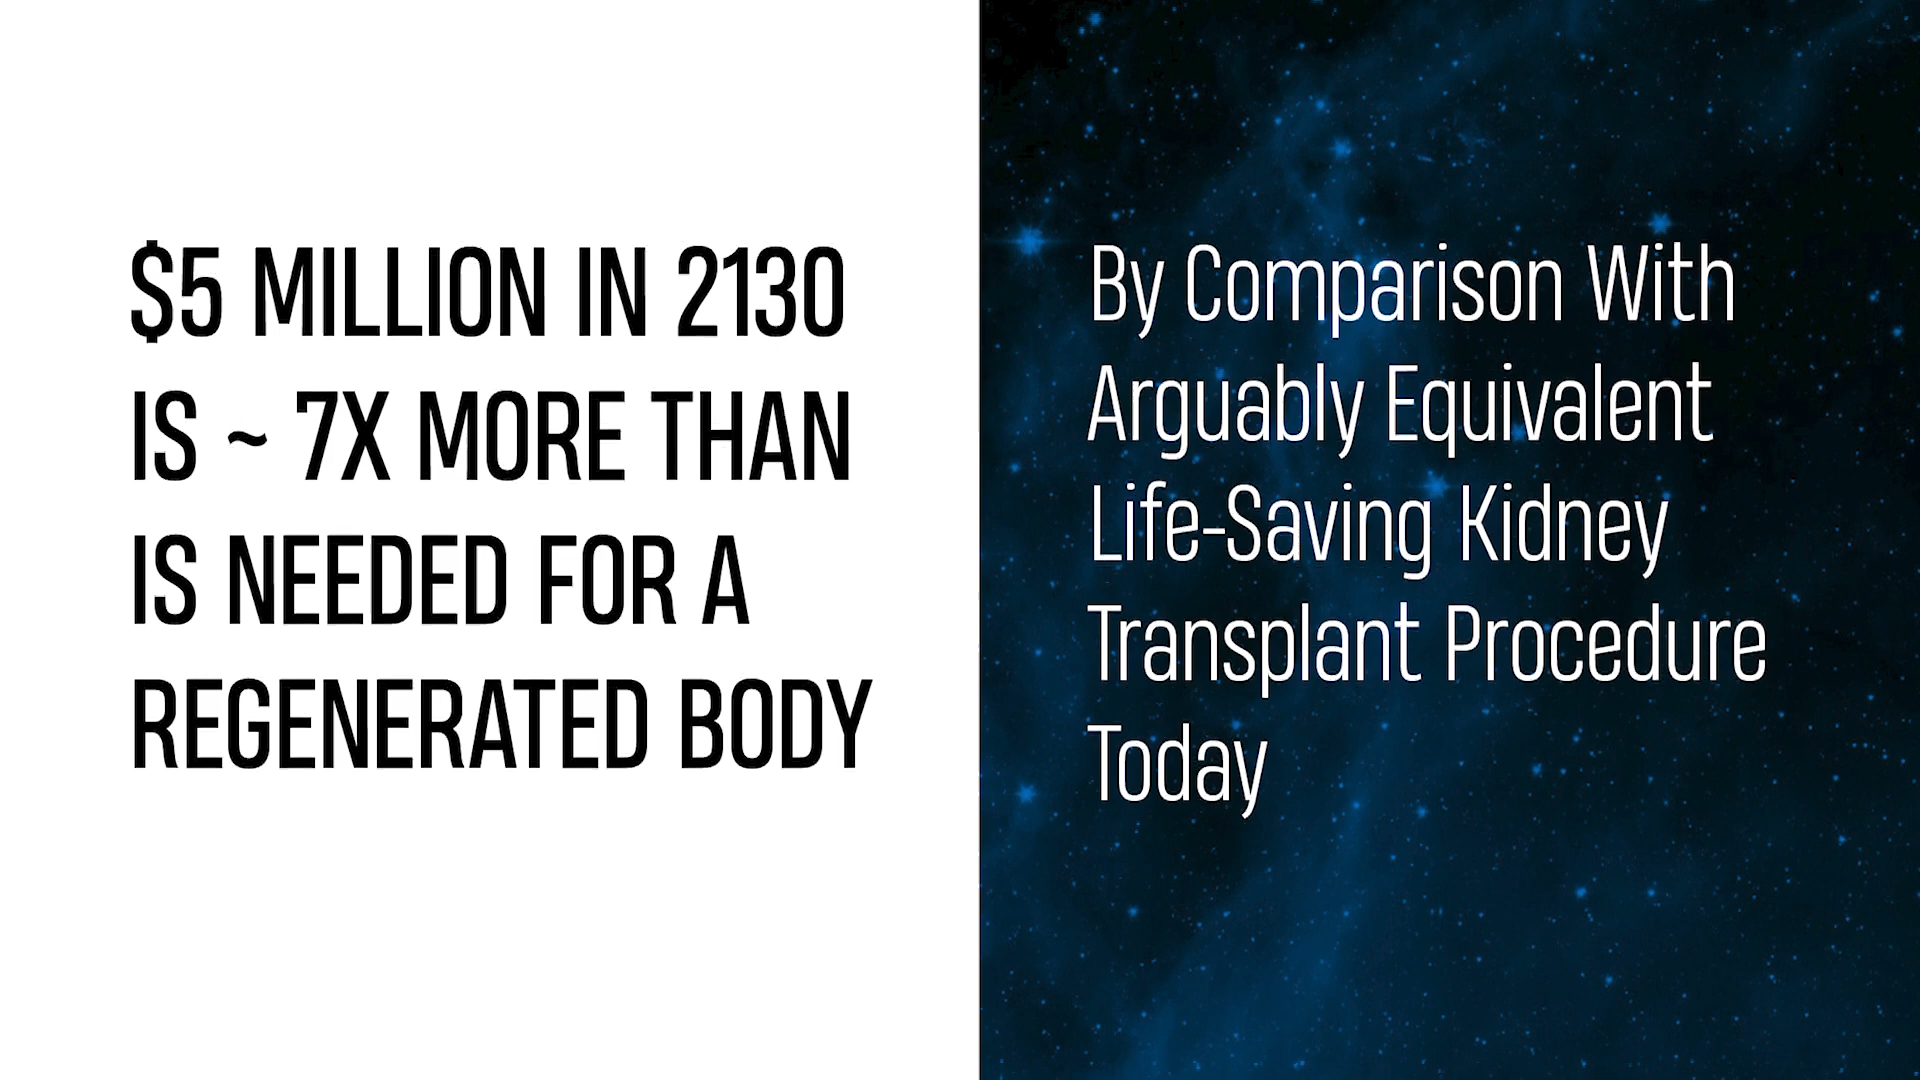 $5 MILLION IN 2130
IS ~ 7X MORE THAN
IS NEEDED FOR A
REGENERATED BODY
By Comparison With
Arguably Equivalent
Life-Saving Kidney
Transplant Procedure
Today